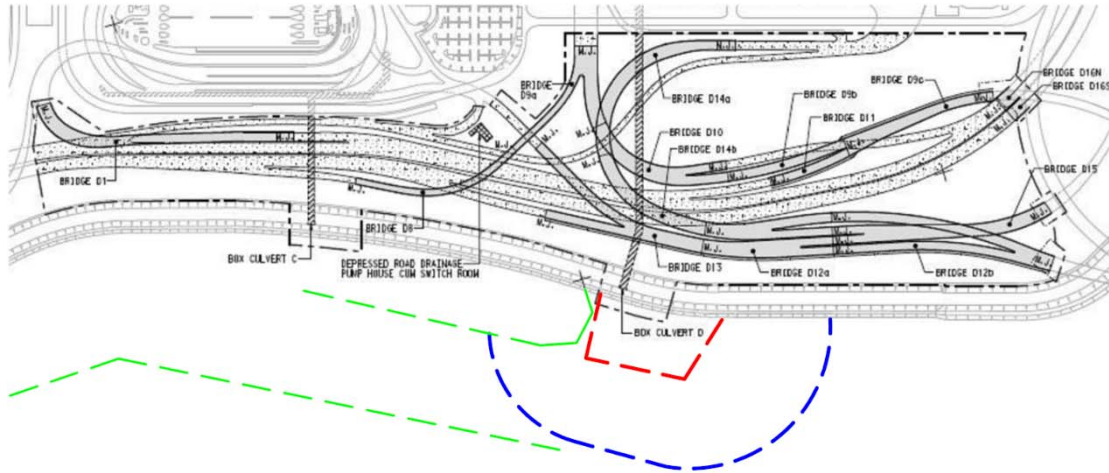 M.J.
M.J.
M.J.
BRIDGE
D9a
BRIDGE D9c
BRIDGE D16N
BRIDGE D16S
BRIDGE D14a
BRIDGE D9b
M.J.
M.J.
BRIDGE D11
M.J.
M.J.
M.J.
M.J.
BRIDGE D10
BRIDGE D14b
M.J.
M.J.
BRIDGE D1
M.J.
M.J.
BRIDGE D15
BRIDGE D8
M.J.
M.J.
M.J.
M.J.
M.J.
BOX CULVERT C
DEPRESSED ROAD DRAINAGE
PUMP HOUSE CUM SWITCH ROOM
BRIDGE D13
BRIDGE D12a
BRIDGE D12b
BOX CULVERT D